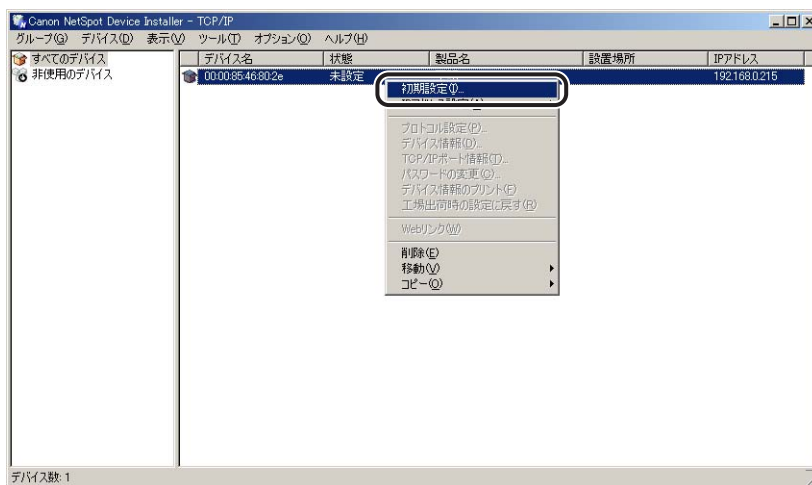 Canon NetSpot Device Installer - TCP/IP
グループ(G) デバイス(D) 表示(V) ツール(T) オプション(O) ヘルプ(H)
すべてのデバイス
非使用のデバイス
デバイス名 状態 製品名 設置場所 IPアドレス
00:00:85:46:80:2e 未設定 192.168.0.215
初期設定(I)...
プロトコル設定(P)...
デバイス情報(D)...
TCP/IPポート情報(T)...
パスワードの変更(C)...
デバイス情報のプリント(F)
工場出荷時の設定に戻す(R)
Webリンク(W)
削除(E)
移動(V)
コピー(O)
デバイス数: 1